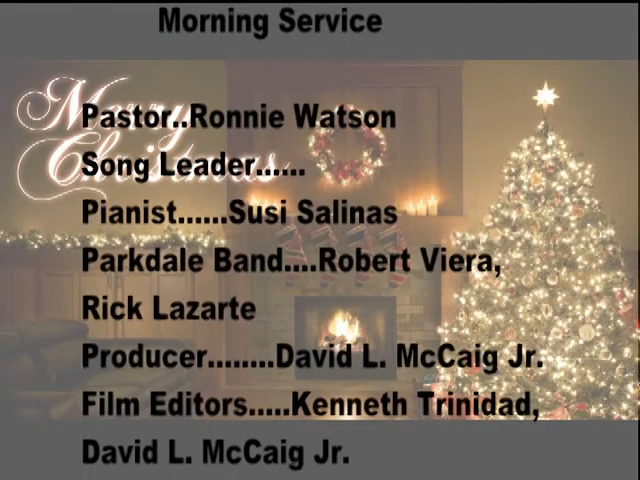 Morning Service
Merry
Christmas
Pastor..Ronnie Watson
Song Leader......
Pianist......Susi Salinas
Parkdale Band....Robert Viera,
Rick Lazarte
Producer........David L. McCaig Jr.
Film Editors.....Kenneth Trinidad,
David L. McCaig Jr.